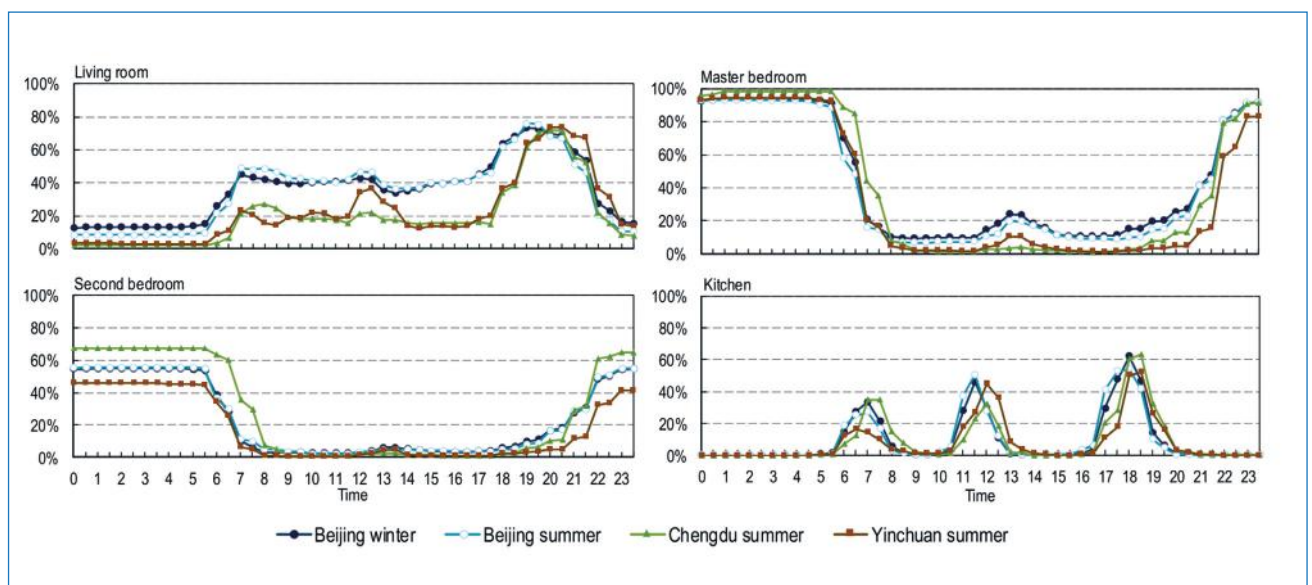 Living room
100%
80%
60%
40%
20%
0%
Master bedroom
100%
80%
60%
40%
20%
0%
Second bedroom
100%
80%
60%
40%
20%
0%
0 1 2 3 4 5 6 7 8 9 10 11 12 13 14 15 16 17 18 19 20 21 22 23
Time
Kitchen
100%
80%
60%
40%
20%
0%
0 1 2 3 4 5 6 7 8 9 10 11 12 13 14 15 16 17 18 19 20 21 22 23
Time
Beijing winter Beijing summer Chengdu summer Yinchuan summer